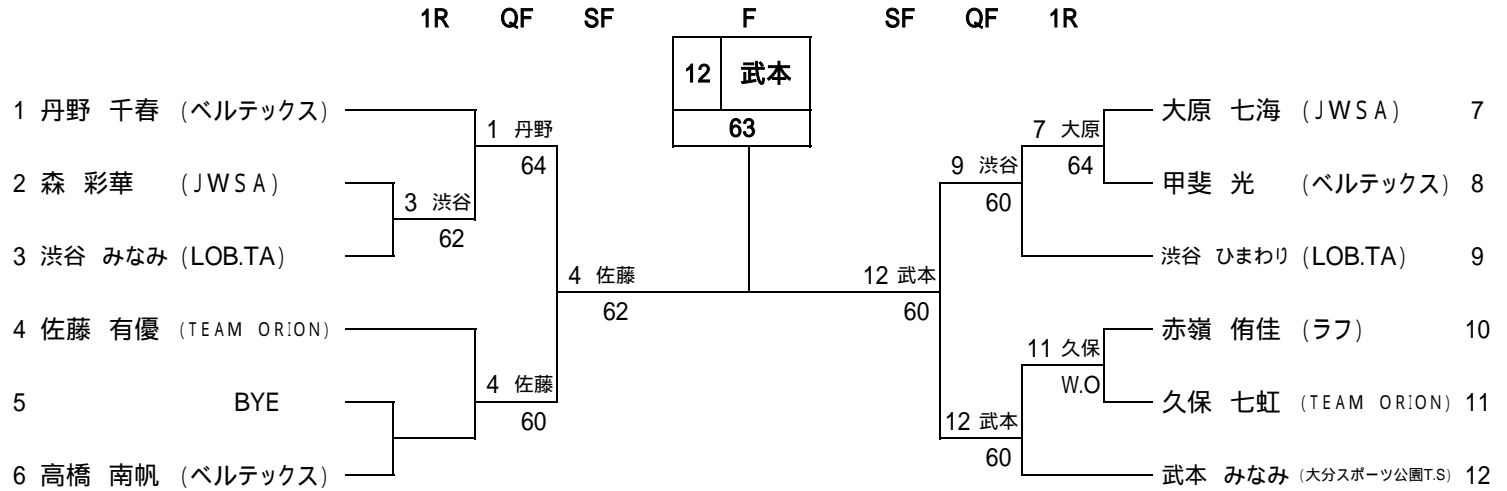 1R QF SF F SF QF 1R
12 武本
63
1 丹野 千春 (ベルテックス)
大原 七海 (JWSA) 7
1 丹野
64
7 大原
64
2 森 彩華 (JWSA)
9 渋谷
60
甲斐 光 (ベルテックス) 8
3 渋谷
62
3 渋谷 みなみ (LOB.TA)
渋谷 ひまわり (LOB.TA) 9
4 佐藤
62
12 武本
60
4 佐藤 有優 (TEAM ORION)
赤嶺 侑佳 (ラフ) 10
11 久保
W.O
4 佐藤
60
5 BYE
久保 七虹 (TEAM ORION) 11
12 武本
60
6 高橋 南帆 (ベルテックス)
武本 みなみ (大分スポーツ公園T.S) 12